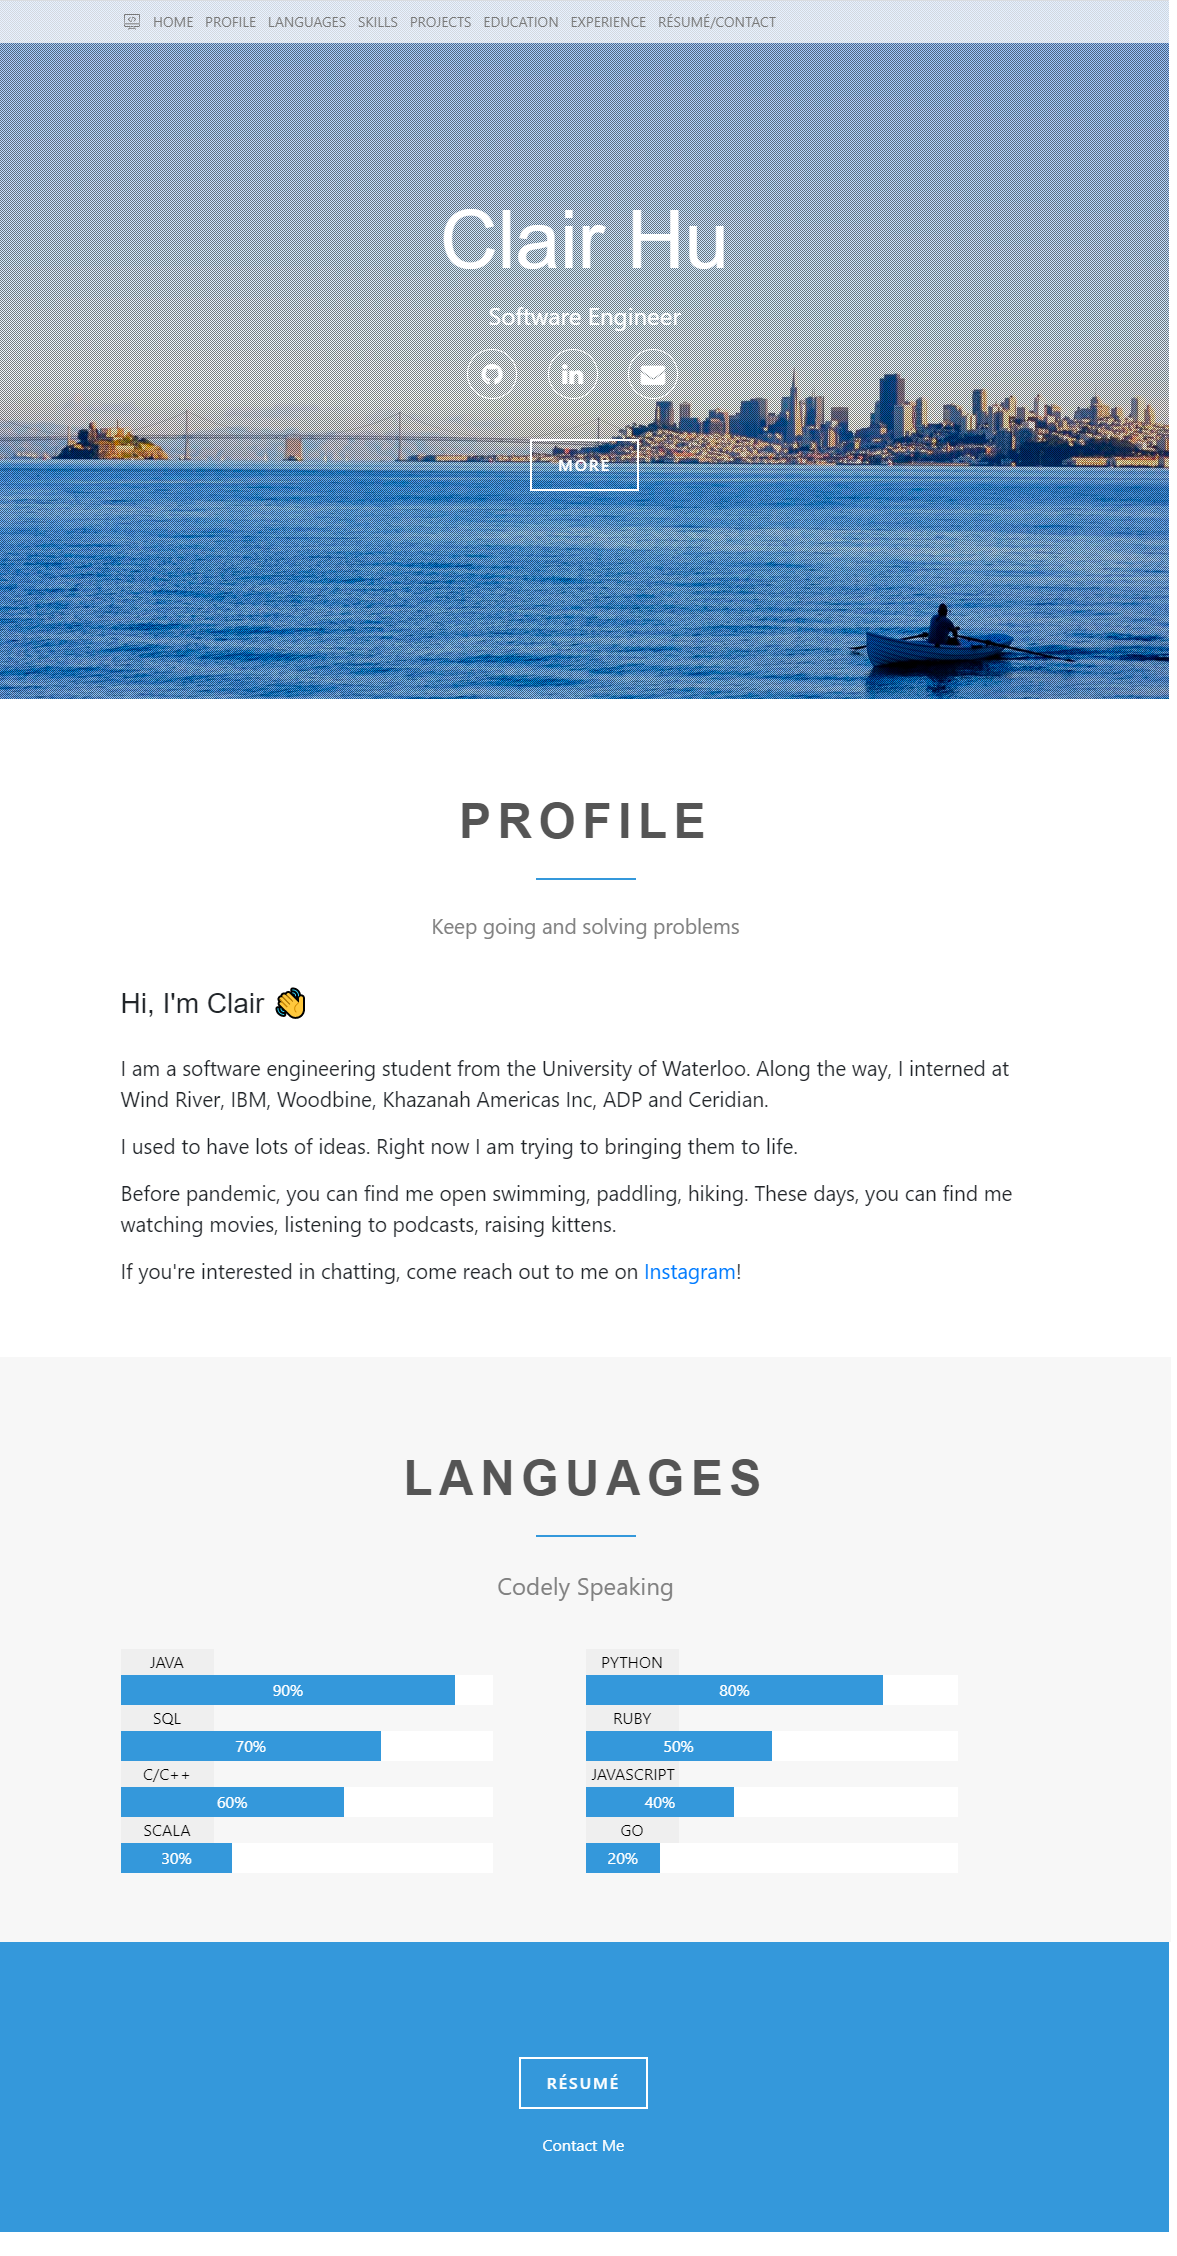 HOME PROFILE LANGUAGES SKILLS PROJECTS EDUCATION EXPERIENCE RÉSUMÉ/CONTACT
Clair Hu
Software Engineer
in
MORE
PROFILE
Keep going and solving problems
Hi, I'm Clair 👋
I am a software engineering student from the University of Waterloo. Along the way, I interned at
Wind River, IBM, Woodbine, Khazanah Americas Inc, ADP and Ceridian.
I used to have lots of ideas. Right now I am trying to bringing them to life.
Before pandemic, you can find me open swimming, paddling, hiking. These days, you can find me
watching movies, listening to podcasts, raising kittens.
If you're interested in chatting, come reach out to me on Instagram!
LANGUAGES
Codely Speaking
JAVA
90%
SQL
70%
C/C++
60%
SCALA
30%
PYTHON
80%
RUBY
50%
JAVASCRIPT
40%
GO
20%
RÉSUMÉ
Contact Me